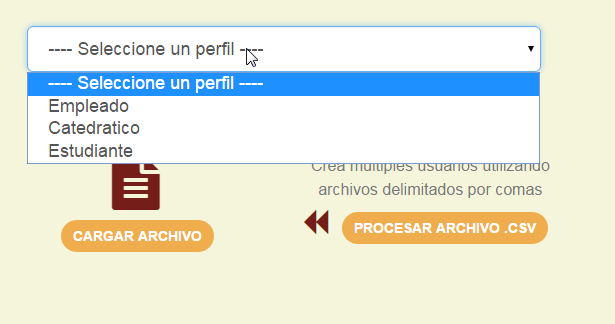 ---- Seleccione un perfil ----
---- Seleccione un perfil ----
Empleado
Catedratico
Estudiante
Crea multiples usuarios utilizando
archivos delimitados por comas
CARGAR ARCHIVO
PROCESAR ARCHIVO .CSV